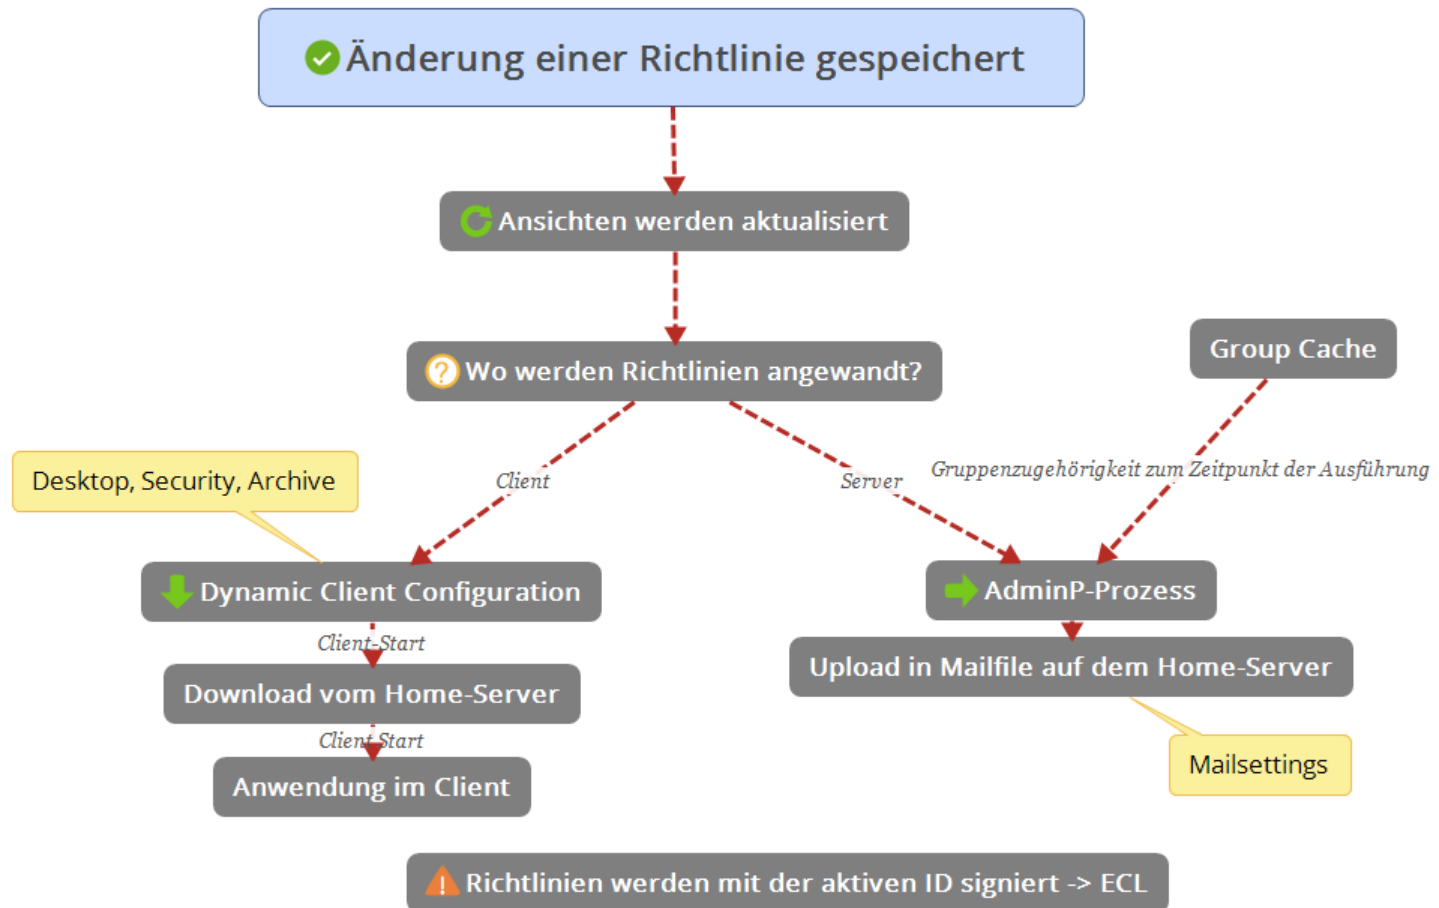 Änderung einer Richtlinie gespeichert
Ansichten werden aktualisiert
Wo werden Richtlinien angewandt?
Group Cache
Desktop, Security, Archive
Client
Server
Gruppenzugehörigkeit zum Zeitpunkt der Ausführung
Dynamic Client Configuration
AdminP-Prozess
Client-Start
Upload in Mailfile auf dem Home-Server
Download vom Home-Server
Client Start
Mailsettings
Anwendung im Client
Richtlinien werden mit der aktiven ID signiert -> ECL